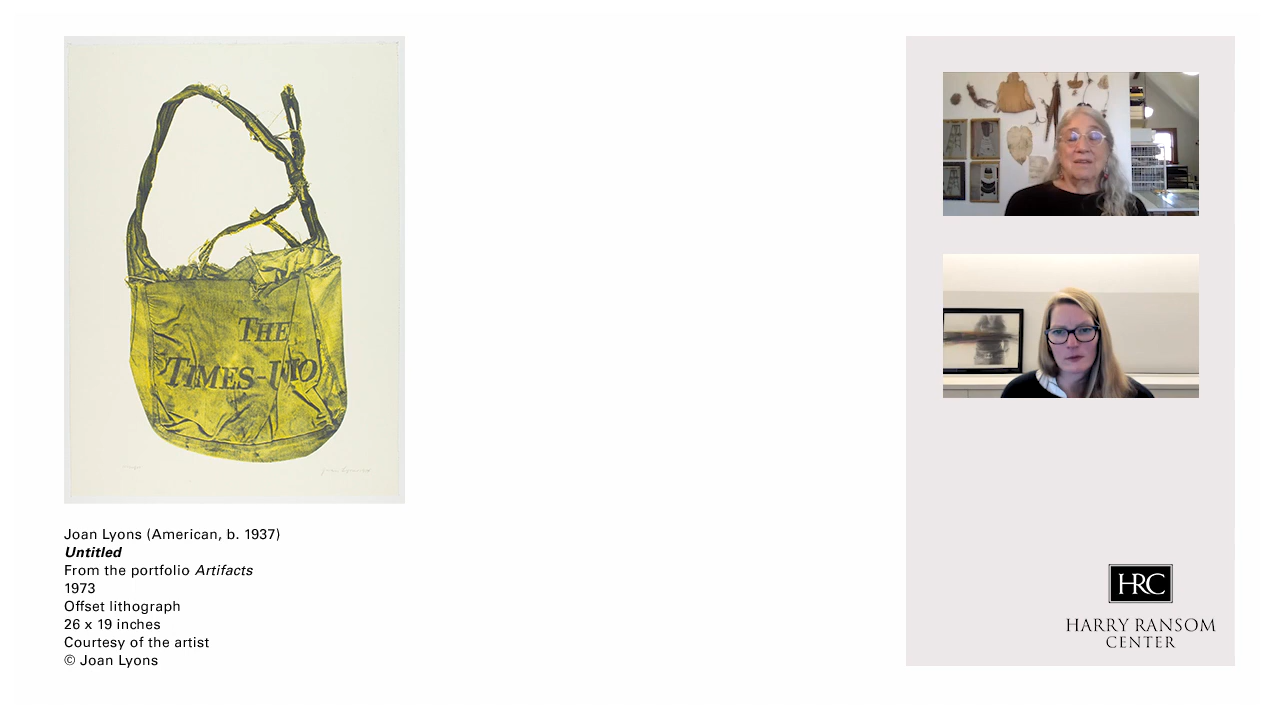 THE
TIMES-UNIO
Joan Lyons (American, b. 1937)
Untitled
From the portfolio Artifacts
1973
Offset lithograph
26 x 19 inches
Courtesy of the artist
© Joan Lyons
HRC
HARRY RANSOM
CENTER